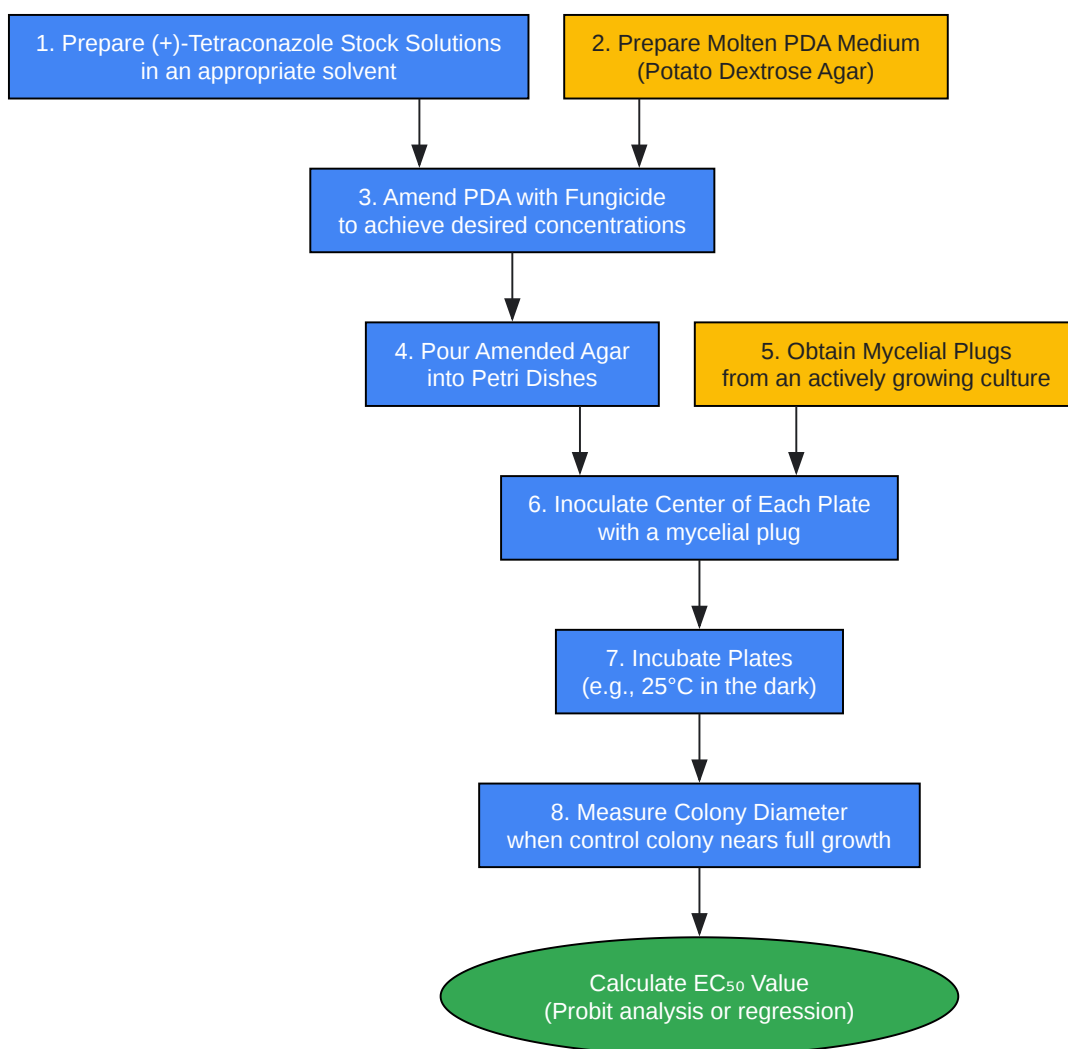 1. Prepare (+)-Tetraconazole Stock Solutions
in an appropriate solvent
2. Prepare Molten PDA Medium
(Potato Dextrose Agar)
3. Amend PDA with Fungicide
to achieve desired concentrations
4. Pour Amended Agar
into Petri Dishes
5. Obtain Mycelial Plugs
from an actively growing culture
6. Inoculate Center of Each Plate
with a mycelial plug
7. Incubate Plates
(e.g., 25°C in the dark)
8. Measure Colony Diameter
when control colony nears full growth
Calculate EC₅₀ Value
(Probit analysis or regression)